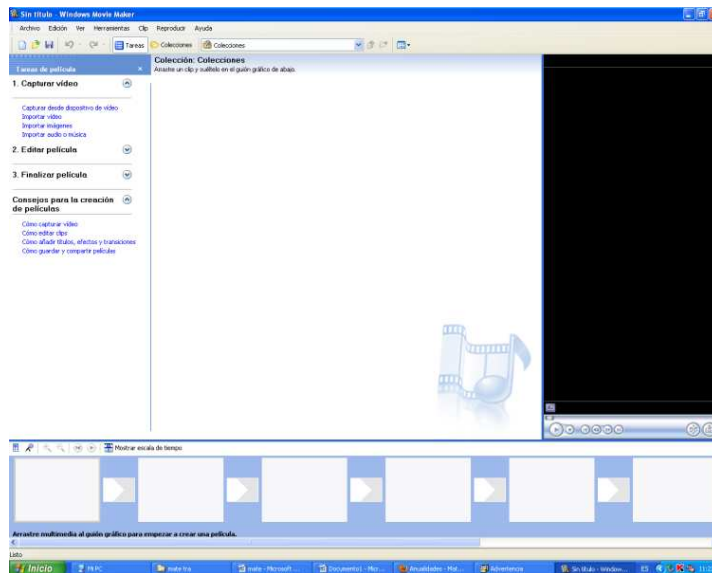 Sin título - Windows Movie Maker
Archivo Edición Ver Herramientas Clip Reproducir Ayuda
Tareas Colecciones Colecciones
Tareas de película
Colección: Colecciones
Arrastre un clip y suéltelo en el guión gráfico de abajo.
1. Capturar vídeo
Capturar desde dispositivo de vídeo
Importar vídeo
Importar imágenes
Importar audio o música
2. Editar película
3. Finalizar película
Consejos para la creación
de películas
Cómo capturar vídeo
Cómo editar clips
Cómo añadir títulos, efectos y transiciones
Cómo guardar y compartir películas
Mostrar escala de tiempo
Arrastre multimedia al guión gráfico para empezar a crear una película.
Listo
Inicio Mi PC mate tra mate - Microsoft ... Documento1 - Micr... Anualidades - Mat... Advertencia Sin título - Window... ES